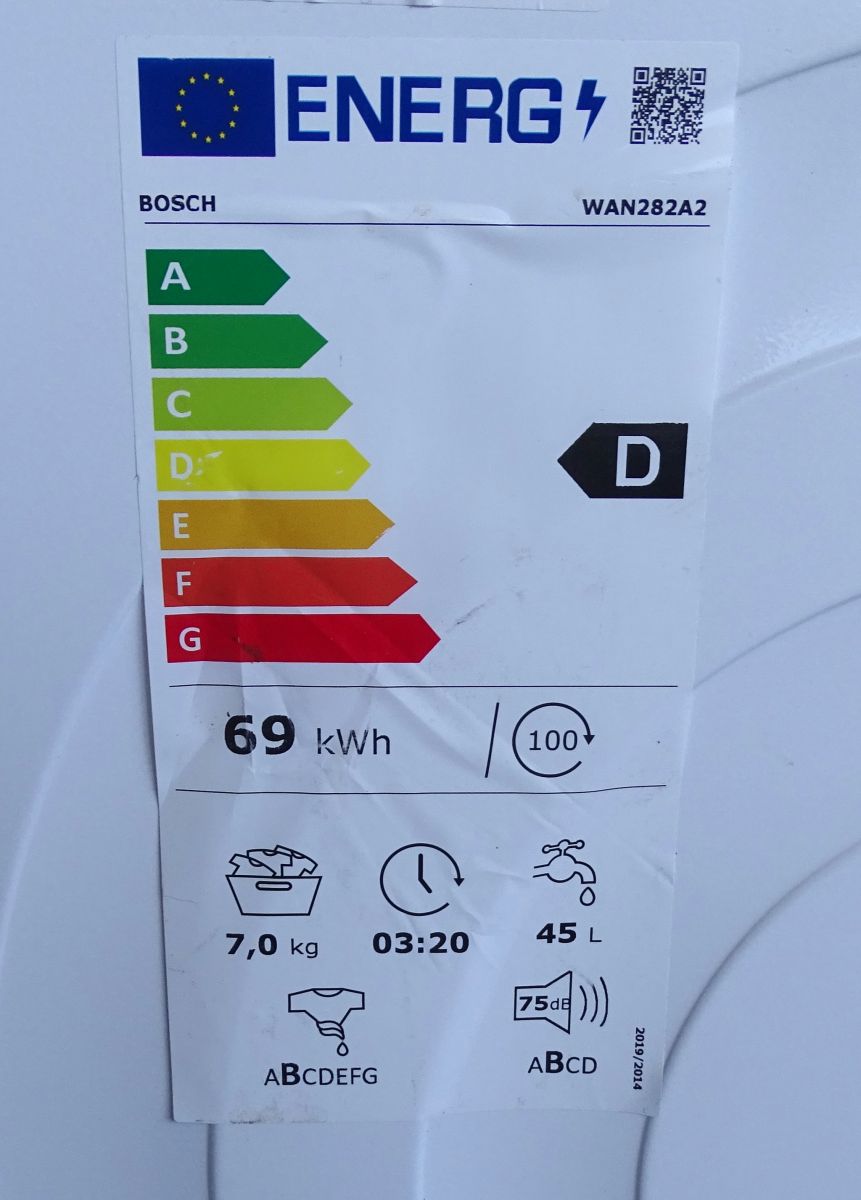 ENERG
BOSCH WAN282A2
A
B
C
D
D
E
F
G
69 kWh / 100
7,0 kg 03:20 45 L
75dB
ABCDEFG ABCD
2019/2014